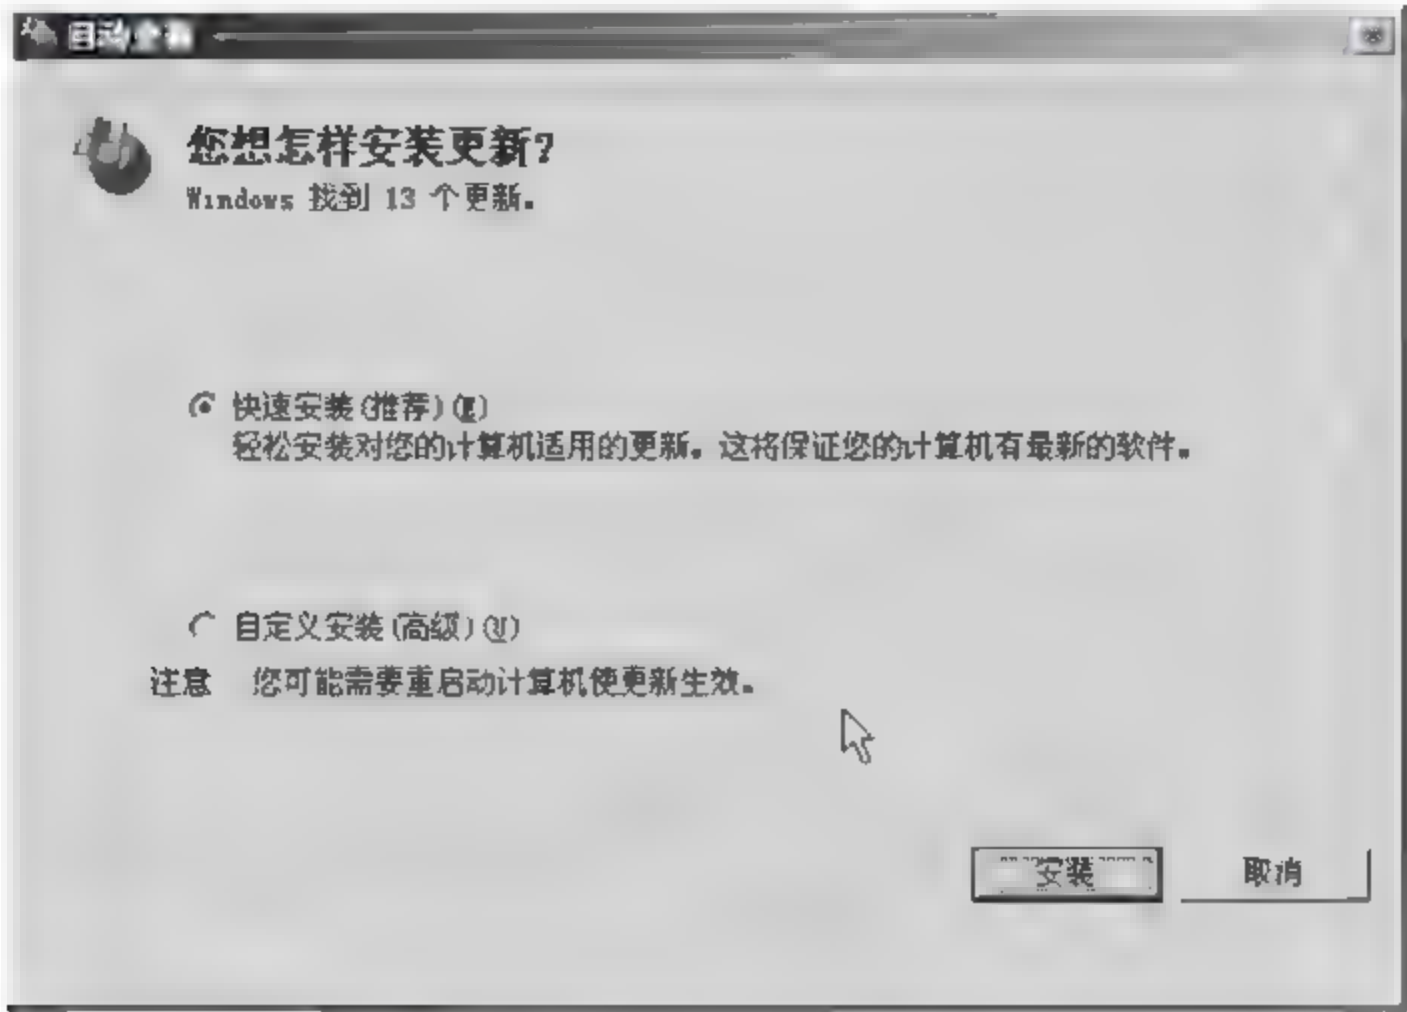 自动更新
您想怎样安装更新?
Windows 找到 13 个更新。
快速安装(推荐)(E)
轻松安装对您的计算机适用的更新。这将保证您的计算机有最新的软件。
自定义安装(高级)(U)
注意 您可能需要重启动计算机使更新生效。
安装 取消